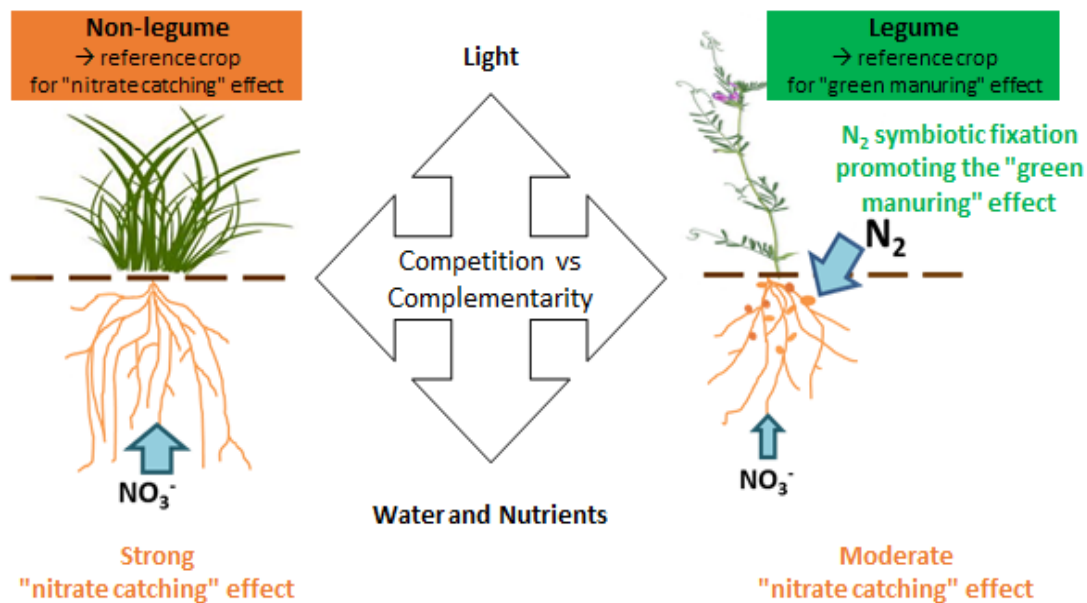 Non-legume
→ reference crop
for "nitrate catching" effect
Light
Legume
→ reference crop
for "green manuring" effect
N₂ symbiotic fixation
promoting the "green
manuring" effect
N₂
Competition vs
Complementarity
NO₃⁻
NO₃⁻
Water and Nutrients
Strong
"nitrate catching" effect
Moderate
"nitrate catching" effect